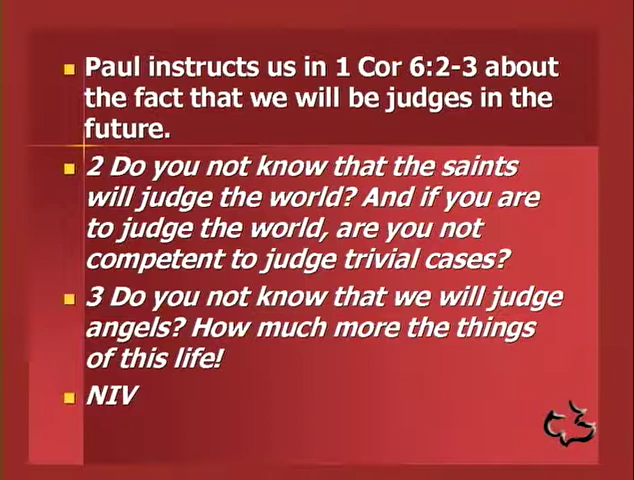 Paul instructs us in 1 Cor 6:2-3 about
the fact that we will be judges in the
future.
2 Do you not know that the saints
will judge the world? And if you are
to judge the world, are you not
competent to judge trivial cases?
3 Do you not know that we will judge
angels? How much more the things
of this life!
NIV